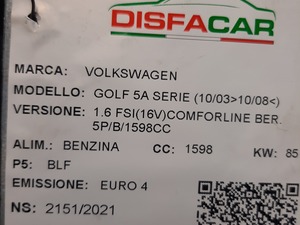 DISFACAR
MARCA: VOLKSWAGEN
MODELLO: GOLF 5A SERIE (10/03>10/08<)
VERSIONE: 1.6 FSI(16V)COMFORLINE BER.
5P/B/1598CC
ALIM.: BENZINA CC: 1598 KW: 85
P5: BLF
EMISSIONE: EURO 4
NS: 2151/2021